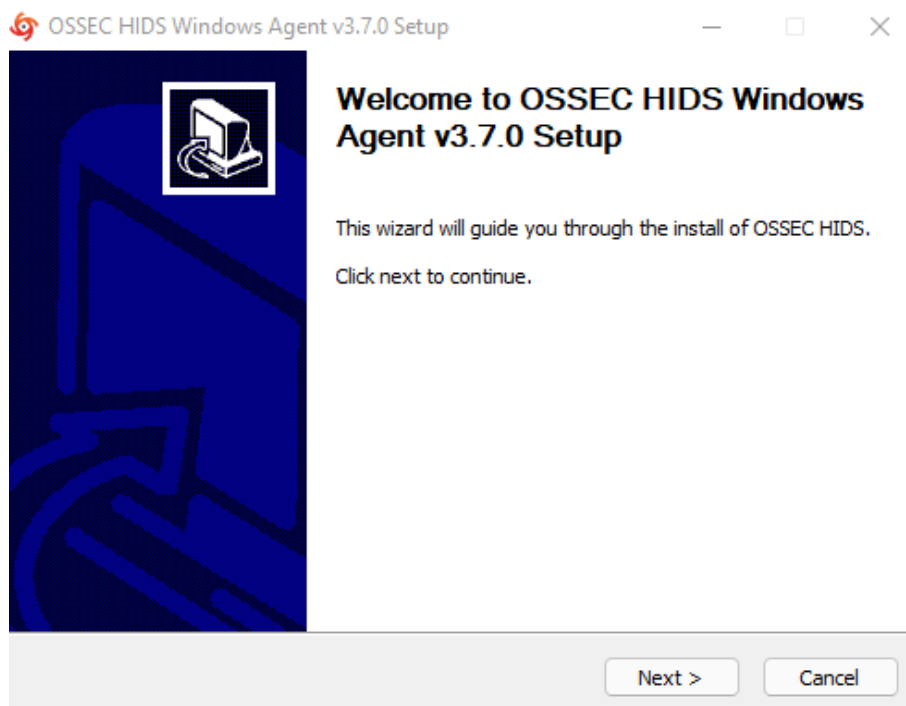 OSSEC HIDS Windows Agent v3.7.0 Setup
Welcome to OSSEC HIDS Windows
Agent v3.7.0 Setup
This wizard will guide you through the install of OSSEC HIDS.
Click next to continue.
Next >
Cancel